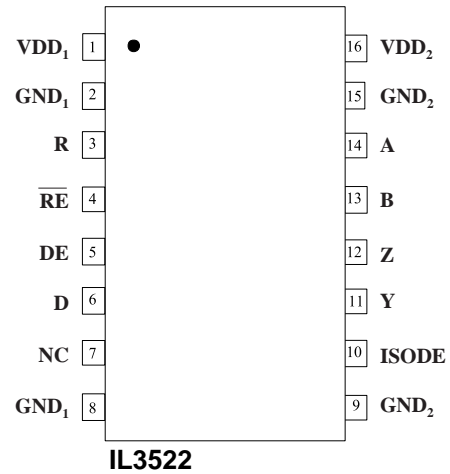 VDD₁ 1 16 VDD₂
GND₁ 2 15 GND₂
R 3 14 A
R̅E̅ 4 13 B
DE 5 12 Z
D 6 11 Y
NC 7 10 ISODE
GND₁ 8 9 GND₂
IL3522